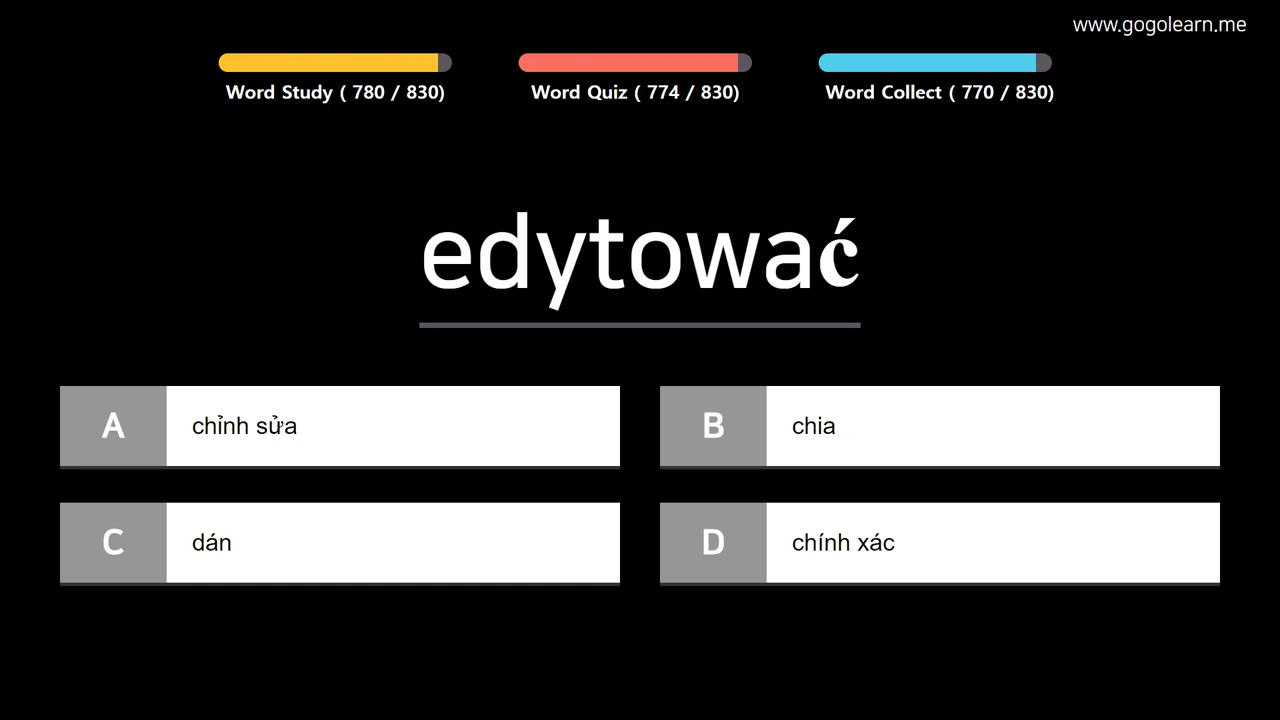 www.gogolearn.me
Word Study ( 780 / 830)
Word Quiz ( 774 / 830)
Word Collect ( 770 / 830)
edytować
A chỉnh sửa
B chia
C dán
D chính xác